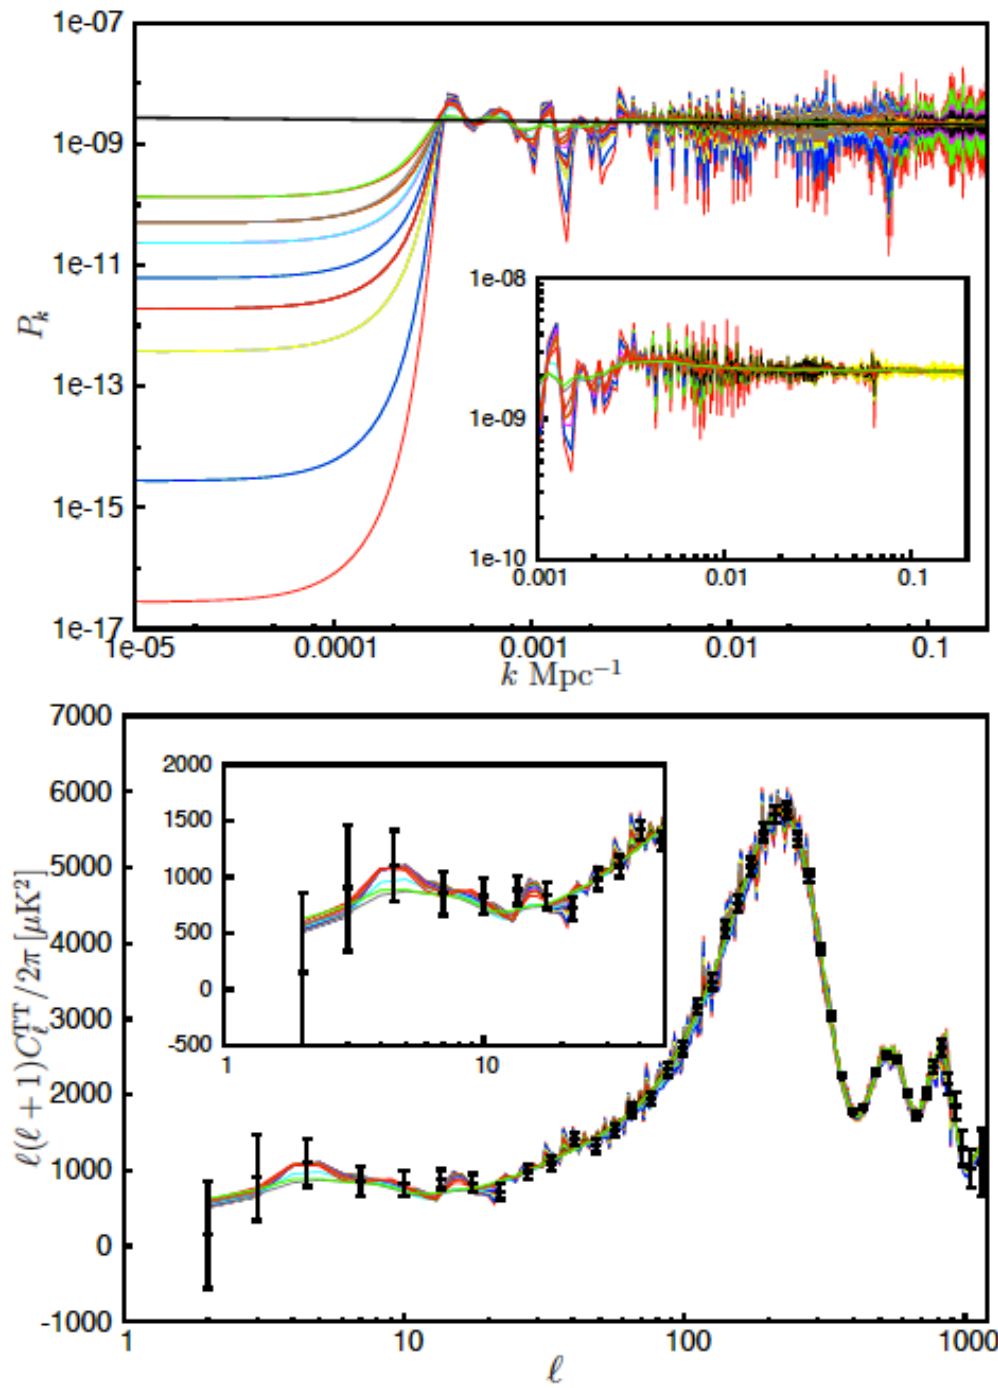 1e-07
1e-09
1e-11
1e-13
1e-15
1e-17
P_k
1e-05 0.0001 0.001 0.01 0.1
k Mpc⁻¹
1e-08
1e-09
1e-10
0.001 0.01 0.1
7000
6000
5000
4000
3000
2000
1000
0
-1000
ℓ(ℓ + 1)C_ℓ^TT/2π [μK²]
1 10 100 1000
ℓ
2000
1500
1000
500
0
-500
1 10